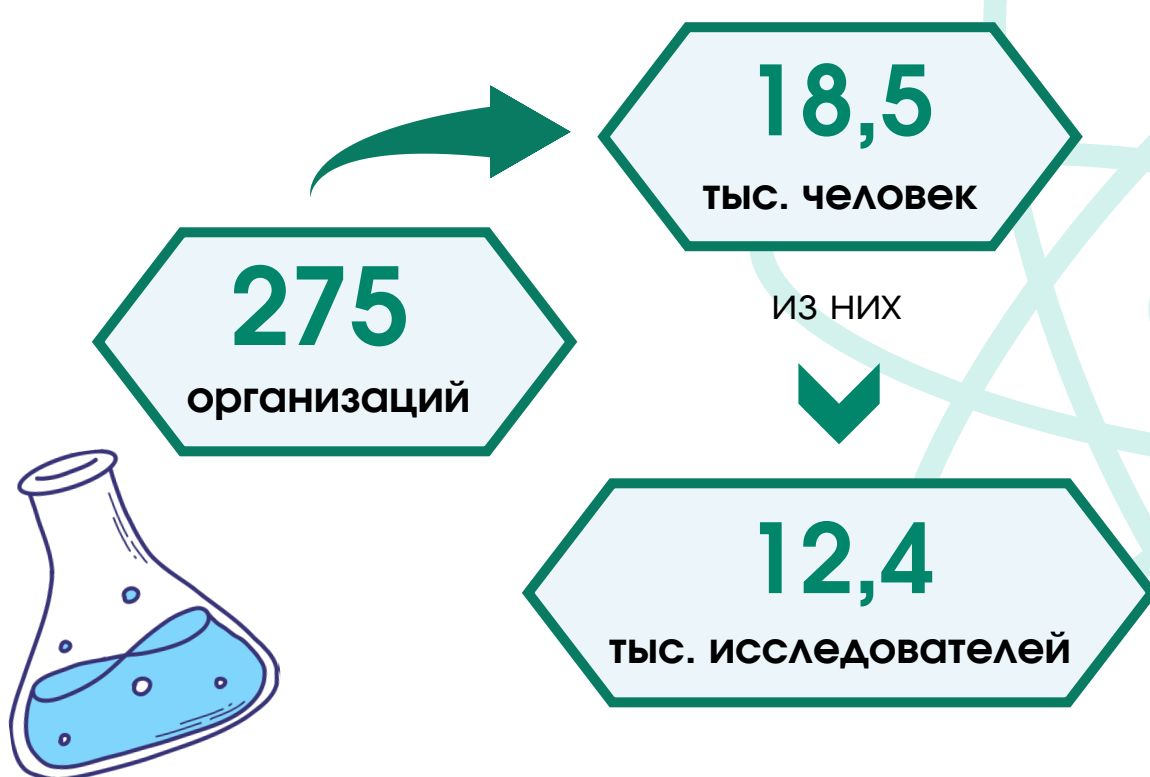 275
организаций
18,5
тыс. человек
из них
12,4
тыс. исследователей